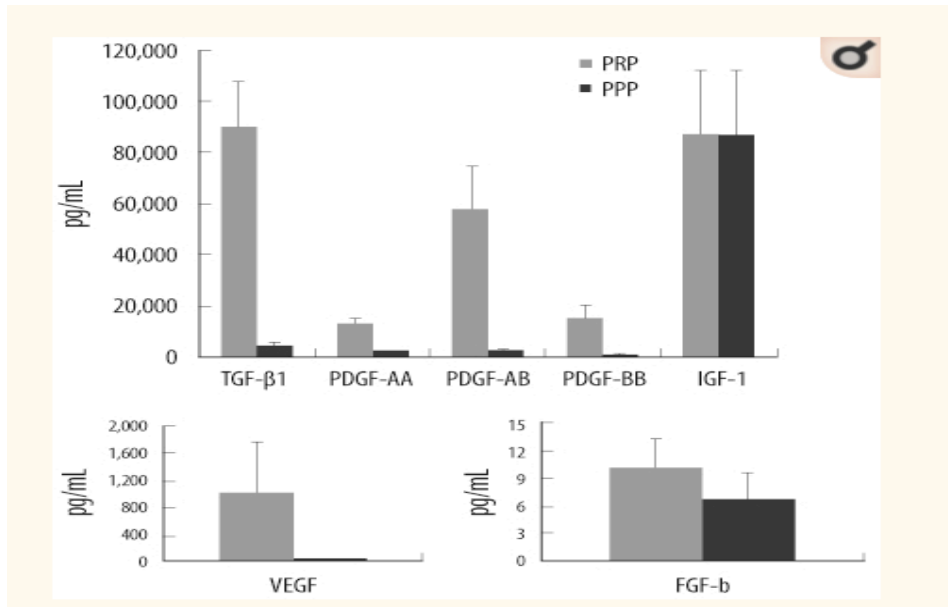 120,000
100,000
80,000
60,000
40,000
20,000
0
pg/mL
PRP
PPP
TGF-β1 PDGF-AA PDGF-AB PDGF-BB IGF-1
2,000
1,600
1,200
800
400
0
pg/mL
VEGF
15
12
9
6
3
0
pg/mL
FGF-b